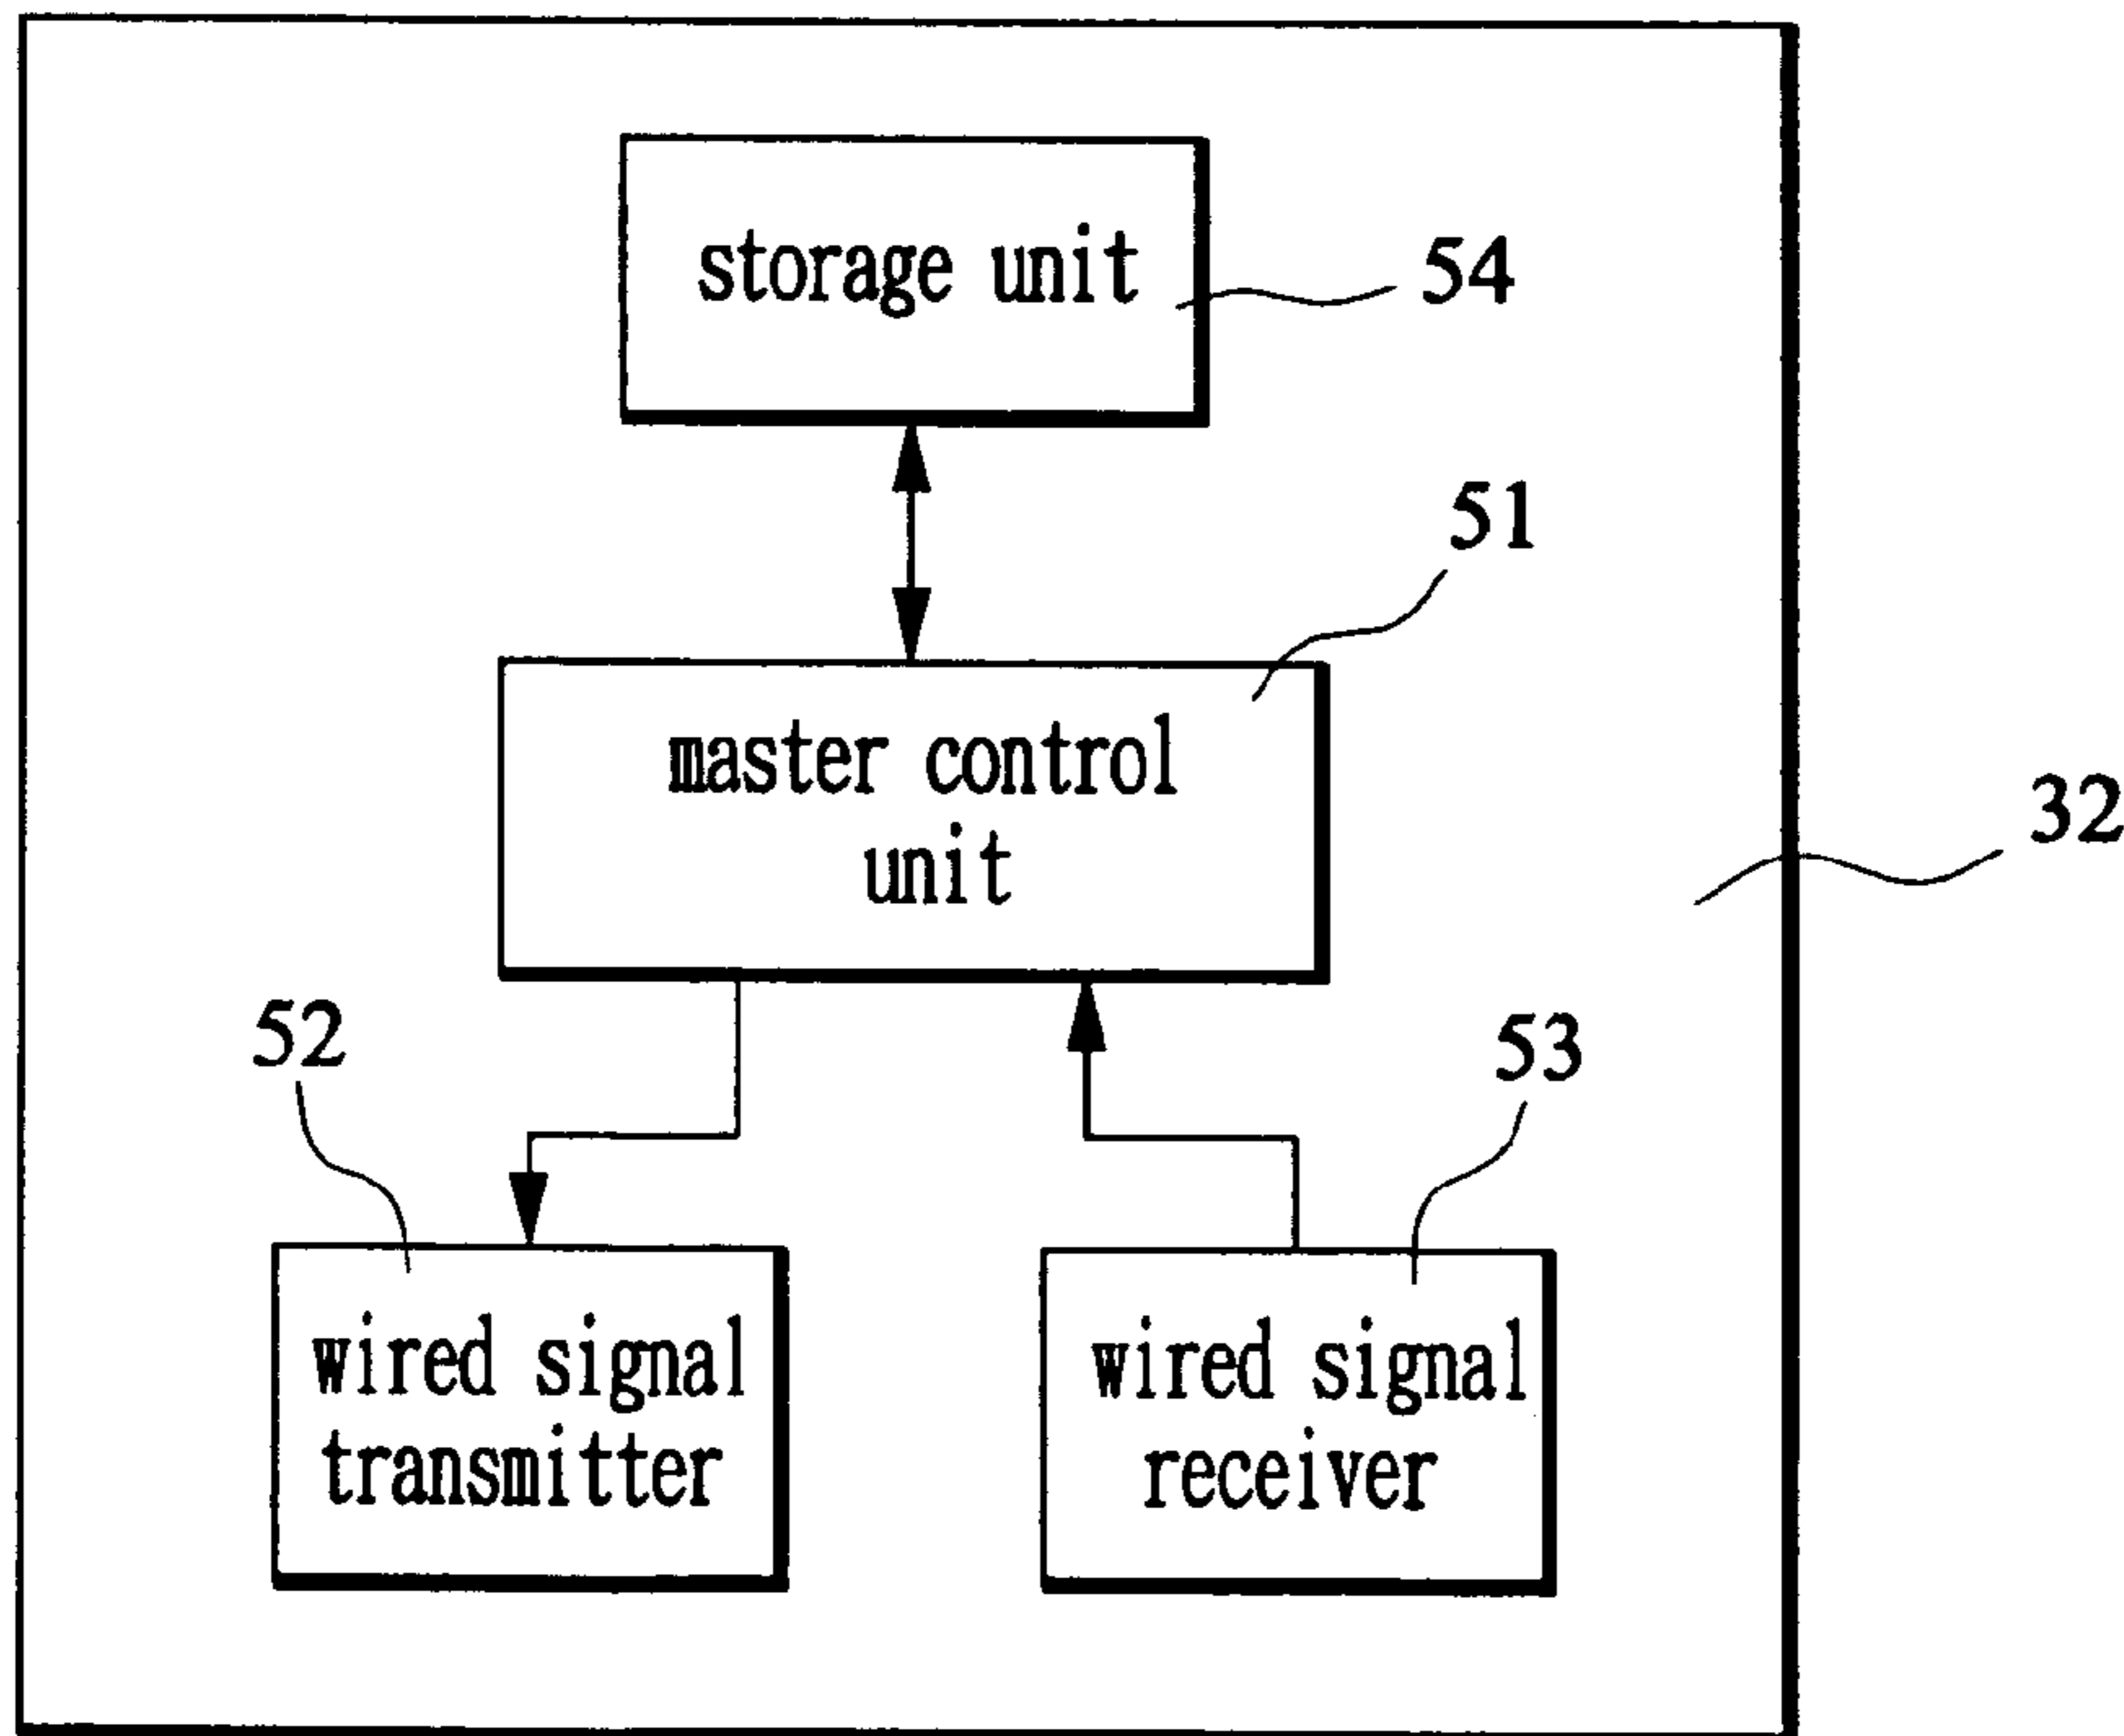 storage unit
54
51
master control
unit
32
52
53
wired signal
transmitter
wired signal
receiver